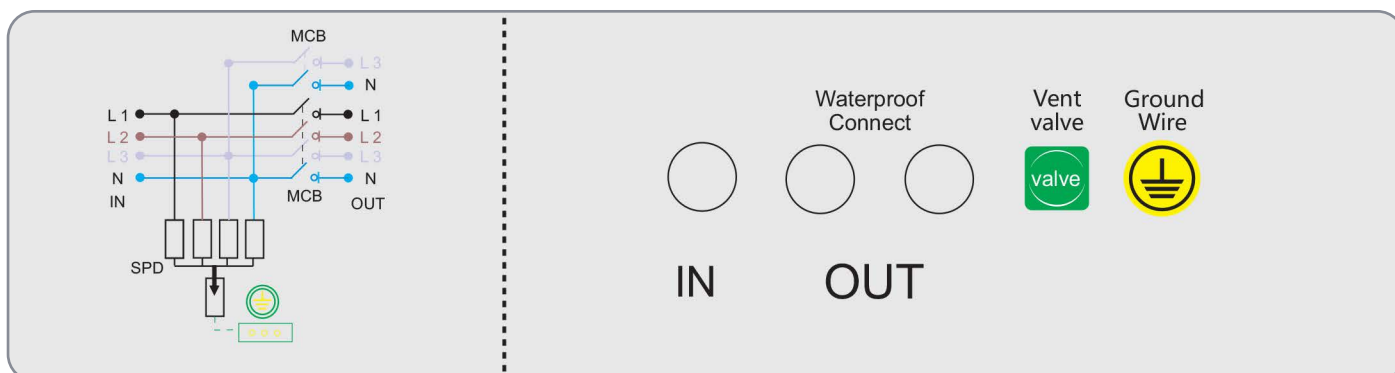 MCB
L 3
N
L 1 L 1
L 2 L 2
L 3 L 3
N N
IN MCB OUT
SPD
Waterproof
Connect
Vent
valve
Ground
Wire
valve
IN OUT